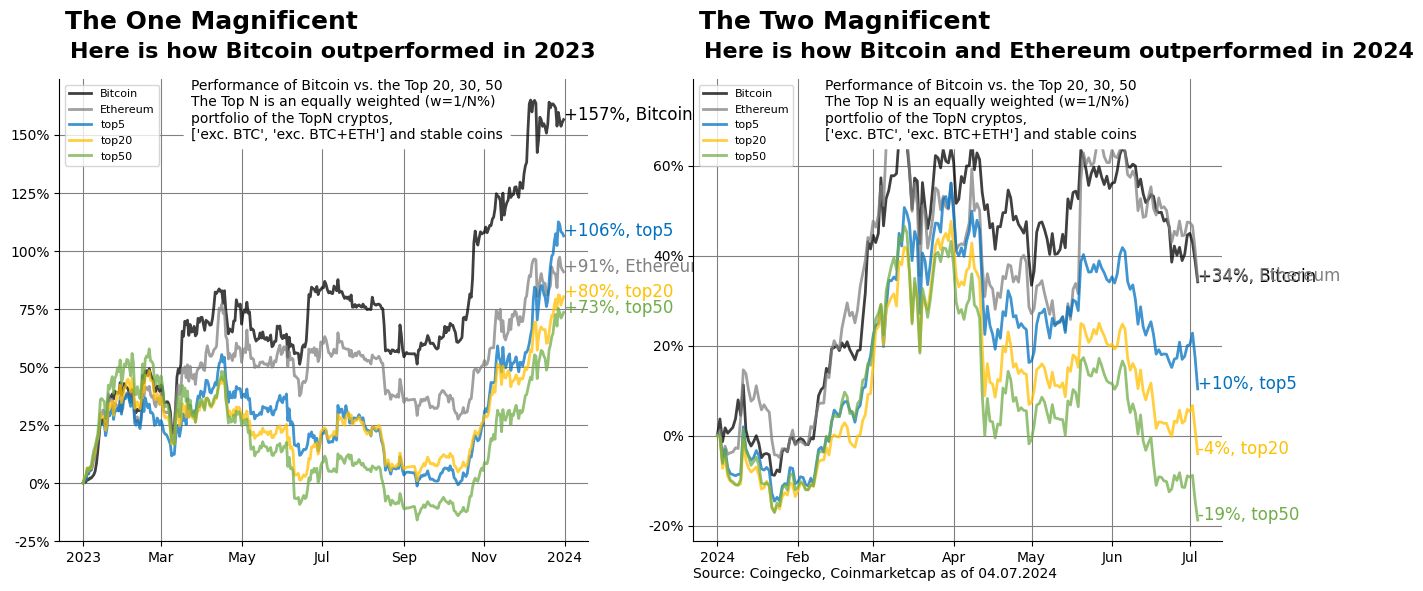 The One Magnificent
Here is how Bitcoin outperformed in 2023
Performance of Bitcoin vs. the Top 20, 30, 50
The Top N is an equally weighted (w=1/N%)
portfolio of the TopN cryptos,
['exc. BTC', 'exc. BTC+ETH'] and stable coins
Bitcoin
Ethereum
top5
top20
top50
150%
125%
100%
75%
50%
25%
0%
-25%
+157%, Bitcoin
+106%, top5
+91%, Ethereum
+80%, top20
+73%, top50
2023
Mar
May
Jul
Sep
Nov
2024
The Two Magnificent
Here is how Bitcoin and Ethereum outperformed in 2024
Performance of Bitcoin vs. the Top 20, 30, 50
The Top N is an equally weighted (w=1/N%)
portfolio of the TopN cryptos,
['exc. BTC', 'exc. BTC+ETH'] and stable coins
Bitcoin
Ethereum
top5
top20
top50
60%
40%
20%
0%
-20%
+34%, Bitcoin
Ethereum
+10%, top5
-4%, top20
-19%, top50
2024
Feb
Mar
Apr
May
Jun
Jul
Source: Coingecko, Coinmarketcap as of 04.07.2024